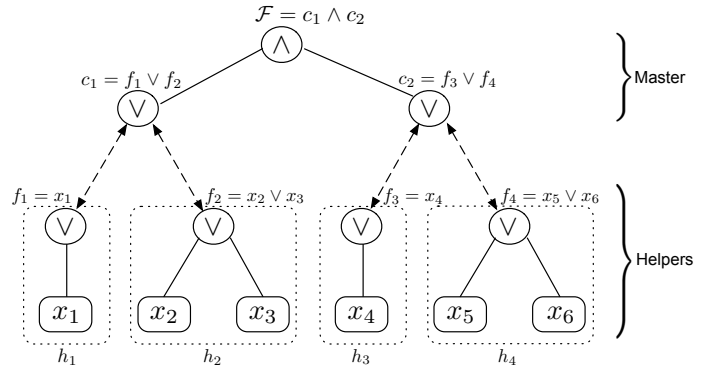 𝓕 = c₁ ∧ c₂
∧
c₁ = f₁ ∨ f₂
c₂ = f₃ ∨ f₄
∨ ∨
Master
f₁ = x₁ f₂ = x₂ ∨ x₃ f₃ = x₄ f₄ = x₅ ∨ x₆
∨ ∨ ∨ ∨
Helpers
x₁ x₂ x₃ x₄ x₅ x₆
h₁ h₂ h₃ h₄